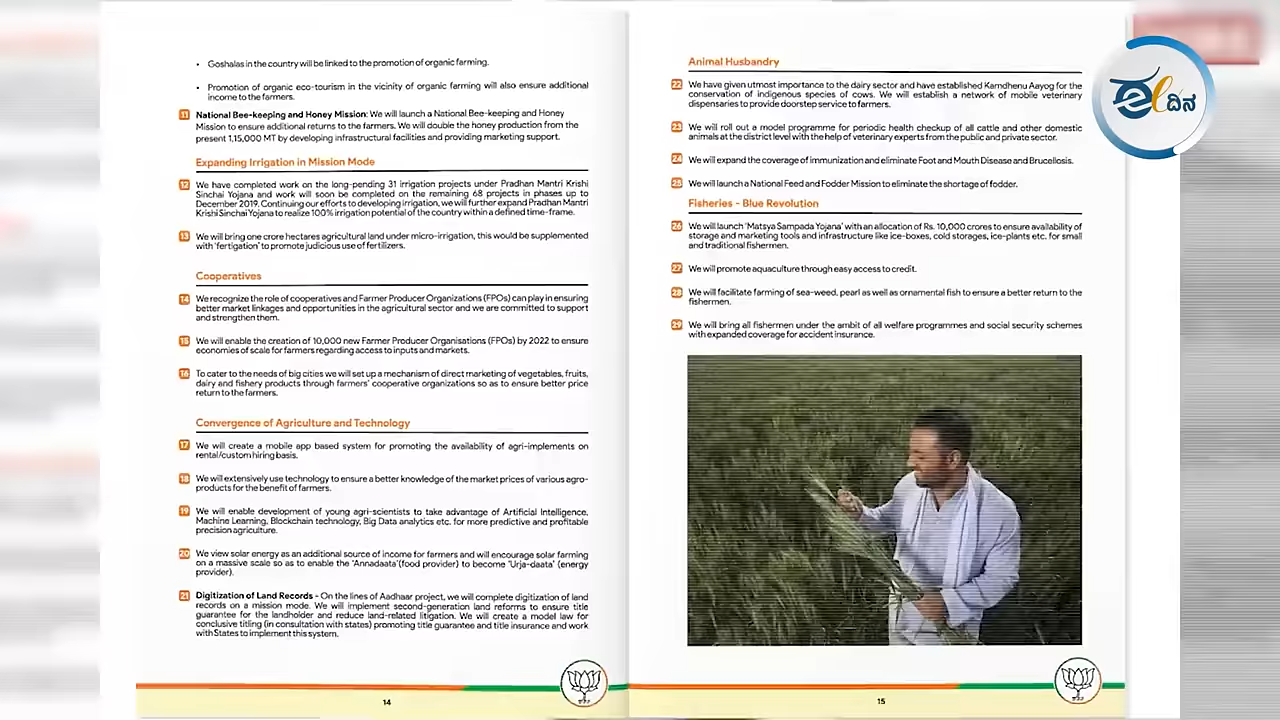 • Goshalas in the country will be linked to the promotion of organic farming.
• Promotion of organic eco-tourism in the vicinity of organic farming will also ensure additional
income to the farmers.
11 National Bee-keeping and Honey Mission: We will launch a National Bee-keeping and Honey
Mission to ensure additional returns to the farmers. We will double the honey production from the
present 1,15,000 MT by developing infrastructural facilities and providing marketing support.
Expanding Irrigation in Mission Mode
12 We have completed work on the long-pending 31 irrigation projects under Pradhan Mantri Krishi
Sinchai Yojana and work will soon be completed on the remaining 68 projects in phases up to
December 2019. Continuing our efforts to developing irrigation, we will further expand Pradhan Mantri
Krishi Sinchai Yojana to realize 100% irrigation potential of the country within a defined time-frame.
13 We will bring one crore hectares agricultural land under micro-irrigation, this would be supplemented
with 'fertigation' to promote judicious use of fertilizers.
Cooperatives
14 We recognize the role of cooperatives and Farmer Producer Organizations (FPOs) can play in ensuring
better market linkages and opportunities in the agricultural sector and we are committed to support
and strengthen them.
15 We will enable the creation of 10,000 new Farmer Producer Organisations (FPOs) by 2022 to ensure
economies of scale for farmers regarding access to inputs and markets.
16 To cater to the needs of big cities we will set up a mechanism of direct marketing of vegetables, fruits,
dairy and fishery products through farmers' cooperative organizations so as to ensure better price
return to the farmers.
Convergence of Agriculture and Technology
17 We will create a mobile app based system for promoting the availability of agri-implements on
rental/custom hiring basis.
18 We will extensively use technology to ensure a better knowledge of the market prices of various agro-
products for the benefit of farmers.
19 We will enable development of young agri-scientists to take advantage of Artificial Intelligence,
Machine Learning, Blockchain technology, Big Data analytics etc. for more predictive and profitable
precision agriculture.
20 We view solar energy as an additional source of income for farmers and will encourage solar farming
on a massive scale so as to enable the 'Annadaata' (food provider) to become 'Urja-daata' (energy
provider).
21 Digitization of Land Records - On the lines of Aadhaar project, we will complete digitization of land
records on a mission mode. We will implement second-generation land reforms to ensure title
guarantee for the landholder and reduce land-related litigation. We will create a model law for
conclusive titling (in consultation with states) promoting title guarantee and title insurance and work
with States to implement this system.
14
Animal Husbandry
22 We have given utmost importance to the dairy sector and have established Kamdhenu Aayog for the
conservation of indigenous species of cows. We will establish a network of mobile veterinary
dispensaries to provide doorstep service to farmers.
23 We will roll out a model programme for periodic health checkup of all cattle and other domestic
animals at the district level with the help of veterinary experts from the public and private sector.
24 We will expand the coverage of immunization and eliminate Foot and Mouth Disease and Brucellosis.
25 We will launch a National Feed and Fodder Mission to eliminate the shortage of fodder.
Fisheries - Blue Revolution
26 We will launch 'Matsya Sampada Yojana' with an allocation of Rs. 10,000 crores to ensure availability of
storage and marketing tools and infrastructure like ice-boxes, cold storages, ice-plants etc. for small
and traditional fishermen.
27 We will promote aquaculture through easy access to credit.
28 We will facilitate farming of sea-weed, pearl as well as ornamental fish to ensure a better return to the
fishermen.
29 We will bring all fishermen under the ambit of all welfare programmes and social security schemes
with expanded coverage for accident insurance.
15
el ದಿನ